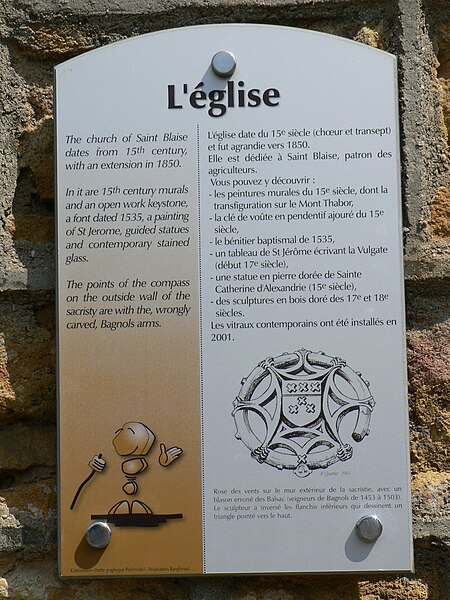 L'église
The church of Saint Blaise
dates from 15th century,
with an extension in 1850.
In it are 15th century murals
and an open work keystone,
a font dated 1535, a painting
of St Jerome, guided statues
and contemporary stained
glass.
The points of the compass
on the outside wall of the
sacristy are with the, wrongly
carved, Bagnols arms.
L'église date du 15e siècle (chœur et transept)
et fut agrandie vers 1850.
Elle est dédiée à Saint Blaise, patron des
agriculteurs.
Vous pouvez y découvrir :
- les peintures murales du 15e siècle, dont la
transfiguration sur le Mont Thabor,
- la clé de voûte en pendentif ajouré du 15e
siècle,
- le bénitier baptismal de 1535,
- un tableau de St Jérôme écrivant la Vulgate
(début 17e siècle),
- une statue en pierre dorée de Sainte
Catherine d'Alexandrie (15e siècle),
- des sculptures en bois doré des 17e et 18e
siècles.
Les vitraux contemporains ont été installés en
2001.
Rose des vents sur le mur extérieur de la sacristie, avec un
blason erroné des Balsac (seigneurs de Bagnols de 1453 à 1503).
Le sculpteur a inversé les flanchis inférieurs qui dessinent un
triangle pointé vers le haut.
Conception charte graphique Polymobil - Réalisation